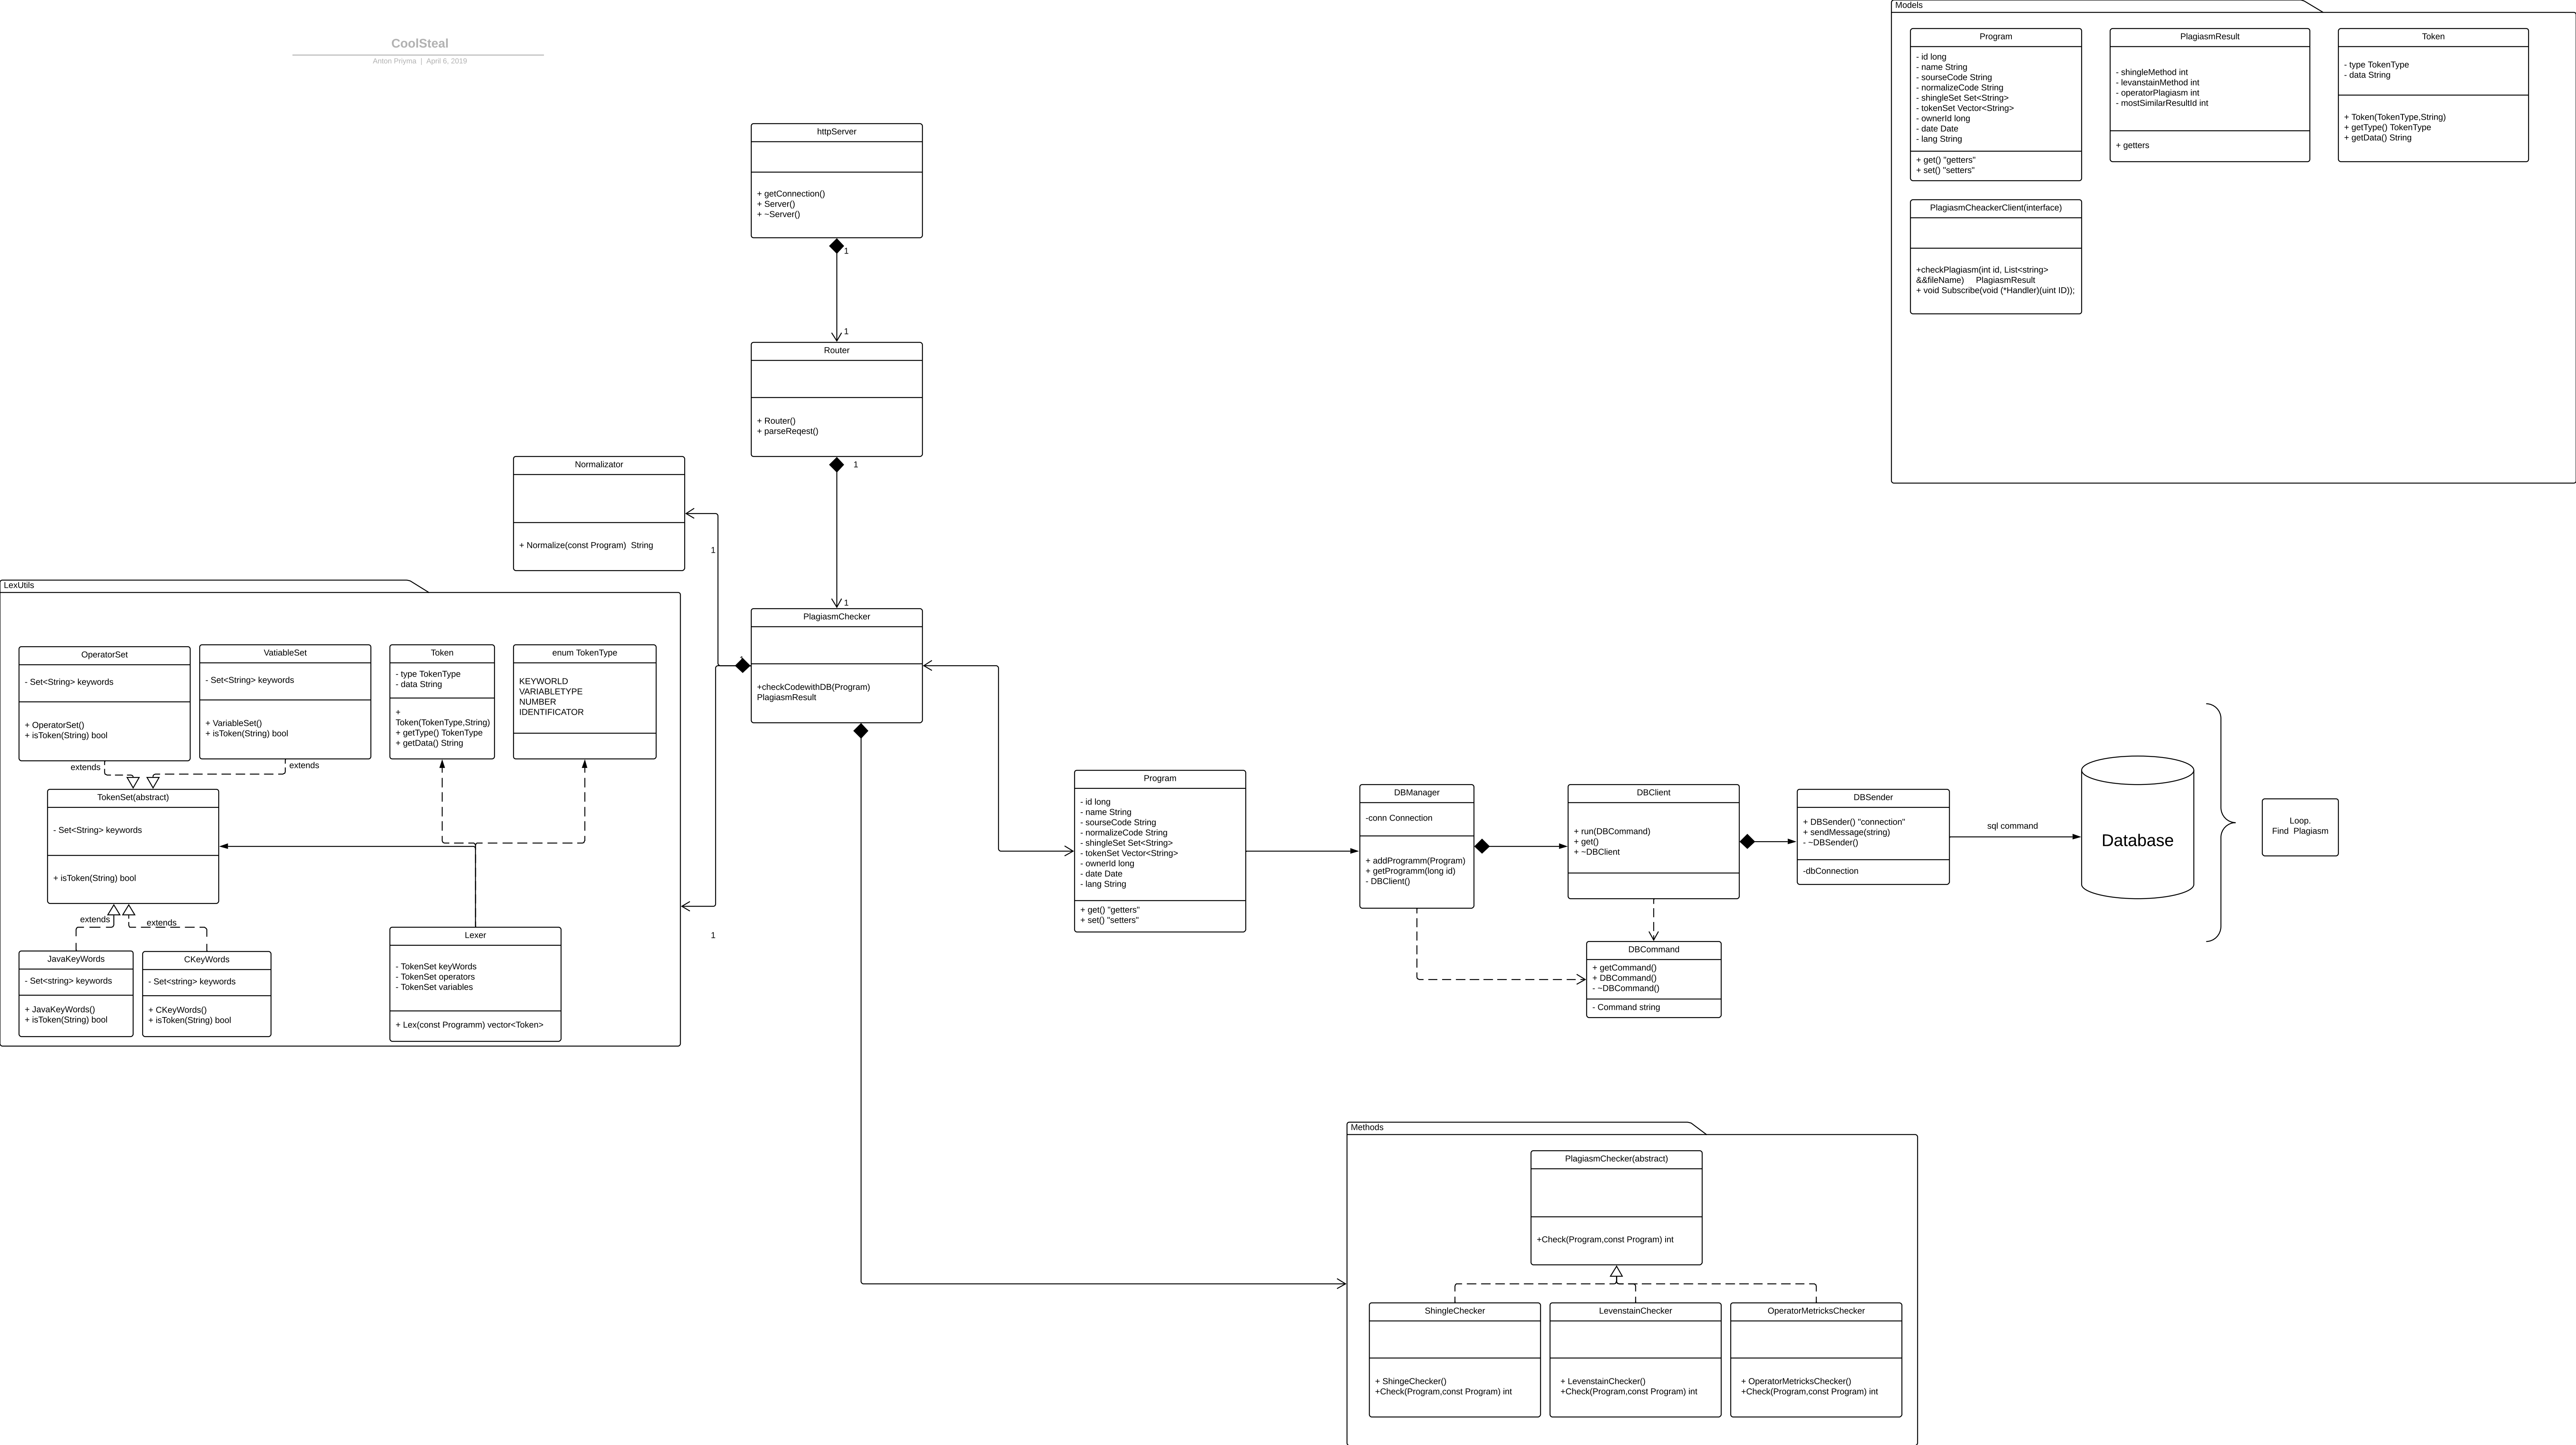 CoolSteal
Anton Priyma | April 6, 2019
Models
Program
- id long
- name String
- sourseCode String
- normalizeCode String
- shingleSet Set<String>
- tokenSet Vector<String>
- ownerId long
- date Date
- lang String
+ get() "getters"
+ set() "setters"
PlagiasmResult
- shingleMethod int
- levanstainMethod int
- operatorPlagiasm int
- mostSimilarResultId int
+ getters
Token
- type TokenType
- data String
+ Token(TokenType,String)
+ getType() TokenType
+ getData() String
PlagiasmCheackerClient(interface)
+checkPlagiasm(int id, List<string>
&&fileName) PlagiasmResult
+ void Subscribe(void (*Handler)(uint ID));
httpServer
+ getConnection()
+ Server()
+ ~Server()
1
1
Router
+ Router()
+ parseReqest()
1
1
Normalizator
+ Normalize(const Program) String
1
PlagiasmChecker
+checkCodewithDB(Program)
PlagiasmResult
1
LexUtils
OperatorSet
- Set<String> keywords
+ OperatorSet()
+ isToken(String) bool
VatiableSet
- Set<String> keywords
+ VariableSet()
+ isToken(String) bool
Token
- type TokenType
- data String
+
Token(TokenType,String)
+ getType() TokenType
+ getData() String
enum TokenType
KEYWORLD
VARIABLETYPE
NUMBER
IDENTIFICATOR
extends
extends
TokenSet(abstract)
- Set<String> keywords
+ isToken(String) bool
extends
extends
JavaKeyWords
- Set<string> keywords
+ JavaKeyWords()
+ isToken(String) bool
CKeyWords
- Set<string> keywords
+ CKeyWords()
+ isToken(String) bool
Lexer
- TokenSet keyWords
- TokenSet operators
- TokenSet variables
+ Lex(const Programm) vector<Token>
1
Program
- id long
- name String
- sourseCode String
- normalizeCode String
- shingleSet Set<String>
- tokenSet Vector<String>
- ownerId long
- date Date
- lang String
+ get() "getters"
+ set() "setters"
DBManager
-conn Connection
+ addProgramm(Program)
+ getProgramm(long id)
- DBClient()
DBClient
+ run(DBCommand)
+ get()
+ ~DBClient
DBSender
+ DBSender() "connection"
+ sendMessage(string)
- ~DBSender()
-dbConnection
sql command
Database
Loop.
Find Plagiasm
DBCommand
+ getCommand()
+ DBCommand()
- ~DBCommand()
- Command string
Methods
PlagiasmChecker(abstract)
+Check(Program,const Program) int
ShingleChecker
+ ShingeChecker()
+Check(Program,const Program) int
LevenstainChecker
+ LevenstainChecker()
+Check(Program,const Program) int
OperatorMetricksChecker
+ OperatorMetricksChecker()
+Check(Program,const Program) int